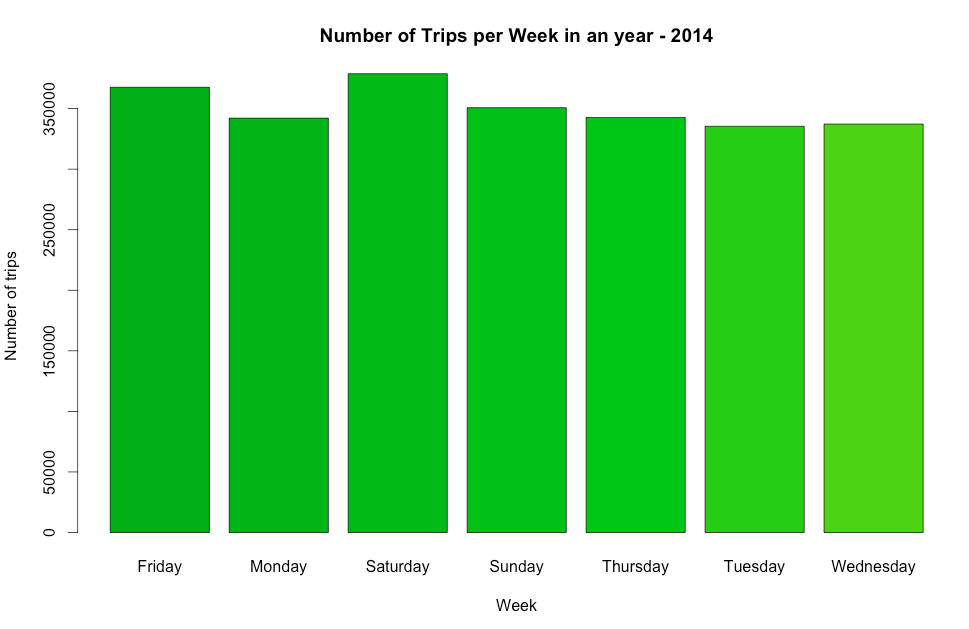 Number of Trips per Week in an year - 2014
Number of trips
350000
250000
150000
50000
0
Friday Monday Saturday Sunday Thursday Tuesday Wednesday
Week